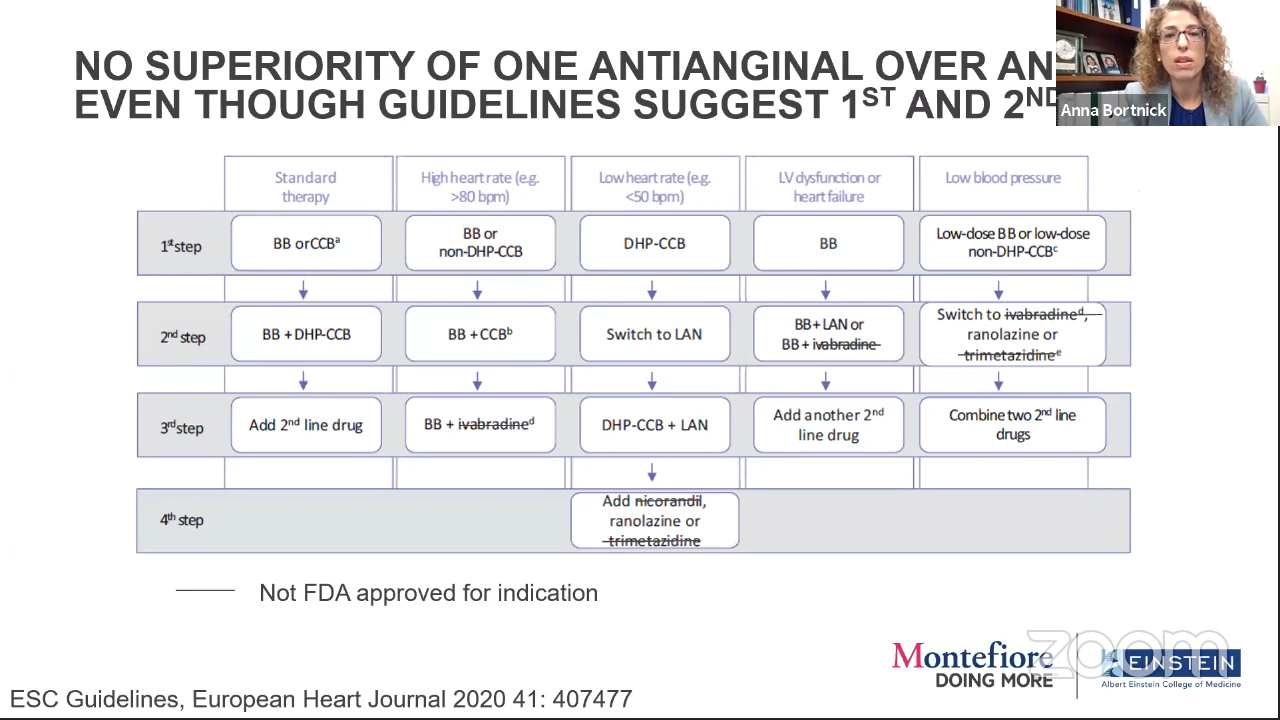 NO SUPERIORITY OF ONE ANTIANGINAL OVER AN
EVEN THOUGH GUIDELINES SUGGEST 1ST AND 2ND
Anna Bortnick
Standard
therapy
High heart rate (e.g.
>80 bpm)
Low heart rate (e.g.
<50 bpm)
LV dysfunction or
heart failure
Low blood pressure
1st step
BB orCCBa
BB or
non-DHP-CCB
DHP-CCB
BB
Low-dose BB or low-dose
non-DHP-CCBc
2nd step
BB + DHP-CCB
BB + CCBb
Switch to LAN
BB+ LAN or
BB + ivabradine
Switch to ivabradined,
ranolazine or
trimetazidinee
3rd step
Add 2nd line drug
BB + ivabradined
DHP-CCB + LAN
Add another 2nd
line drug
Combine two 2nd line
drugs
4th step
Add nicorandil,
ranolazine or
trimetazidine
Not FDA approved for indication
Montefiore
DOING MORE
zoom
EINSTEIN
Albert Einstein College of Medicine
ESC Guidelines, European Heart Journal 2020 41: 407477